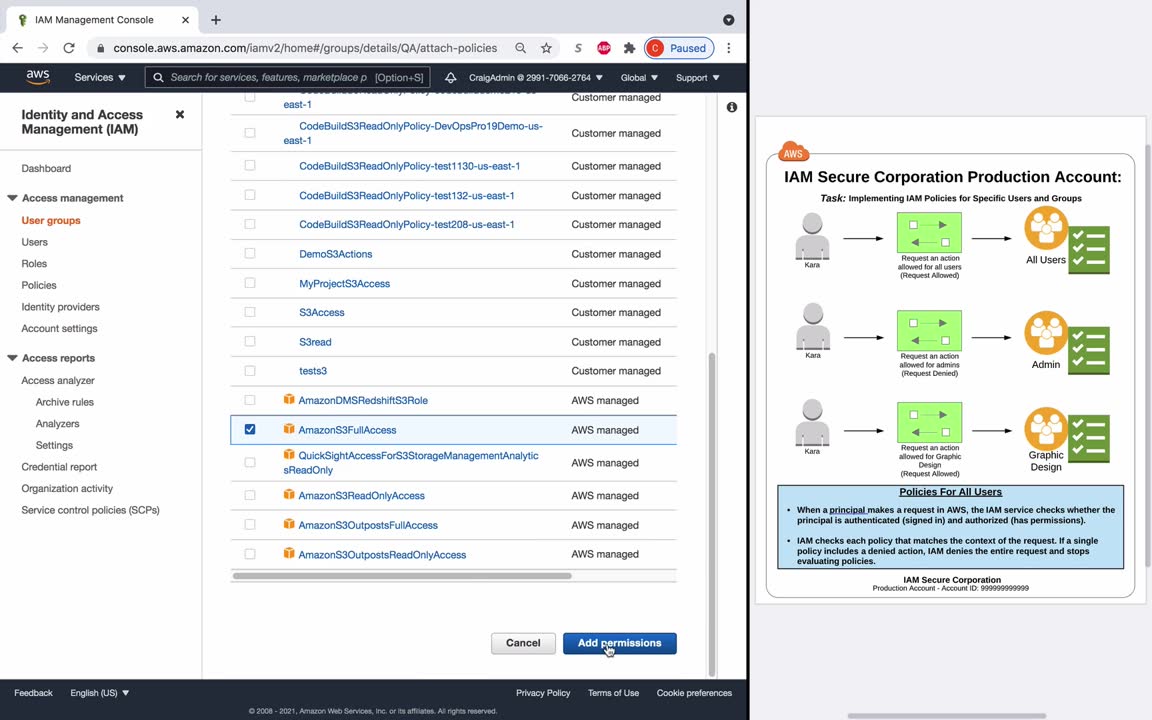 IAM Management Console
console.aws.amazon.com/iamv2/home#/groups/details/QA/attach-policies
S
ABP
C Paused
aws
Services
Search for services, features, marketplace p [Option+S]
CraigAdmin @ 2991-7066-2764
Global
Support
Identity and Access
Management (IAM)
Dashboard
Access management
User groups
Users
Roles
Policies
Identity providers
Account settings
Access reports
Access analyzer
Archive rules
Analyzers
Settings
Credential report
Organization activity
Service control policies (SCPs)
east-1
Customer managed
CodeBuildS3ReadOnlyPolicy-DevOpsPro19Demo-us-
east-1
Customer managed
CodeBuildS3ReadOnlyPolicy-test1130-us-east-1
Customer managed
CodeBuildS3ReadOnlyPolicy-test132-us-east-1
Customer managed
CodeBuildS3ReadOnlyPolicy-test208-us-east-1
Customer managed
DemoS3Actions
Customer managed
MyProjectS3Access
Customer managed
S3Access
Customer managed
S3read
Customer managed
tests3
Customer managed
AmazonDMSRedshiftS3Role
AWS managed
AmazonS3FullAccess
AWS managed
QuickSightAccessForS3StorageManagementAnalytic
sReadOnly
AWS managed
AmazonS3ReadOnlyAccess
AWS managed
AmazonS3OutpostsFullAccess
AWS managed
AmazonS3OutpostsReadOnlyAccess
AWS managed
Cancel
Add permissions
Feedback
English (US)
Privacy Policy
Terms of Use
Cookie preferences
© 2008 - 2021, Amazon Web Services, Inc. or its affiliates. All rights reserved.
AWS
IAM Secure Corporation Production Account:
Task: Implementing IAM Policies for Specific Users and Groups
Kara
Request an action
allowed for all users
(Request Allowed)
All Users
Kara
Request an action
allowed for admins
(Request Denied)
Admin
Kara
Request an action
allowed for Graphic
Design
(Request Allowed)
Graphic
Design
Policies For All Users
• When a principal makes a request in AWS, the IAM service checks whether the
principal is authenticated (signed in) and authorized (has permissions).
• IAM checks each policy that matches the context of the request. If a single
policy includes a denied action, IAM denies the entire request and stops
evaluating policies.
IAM Secure Corporation
Production Account - Account ID: 999999999999